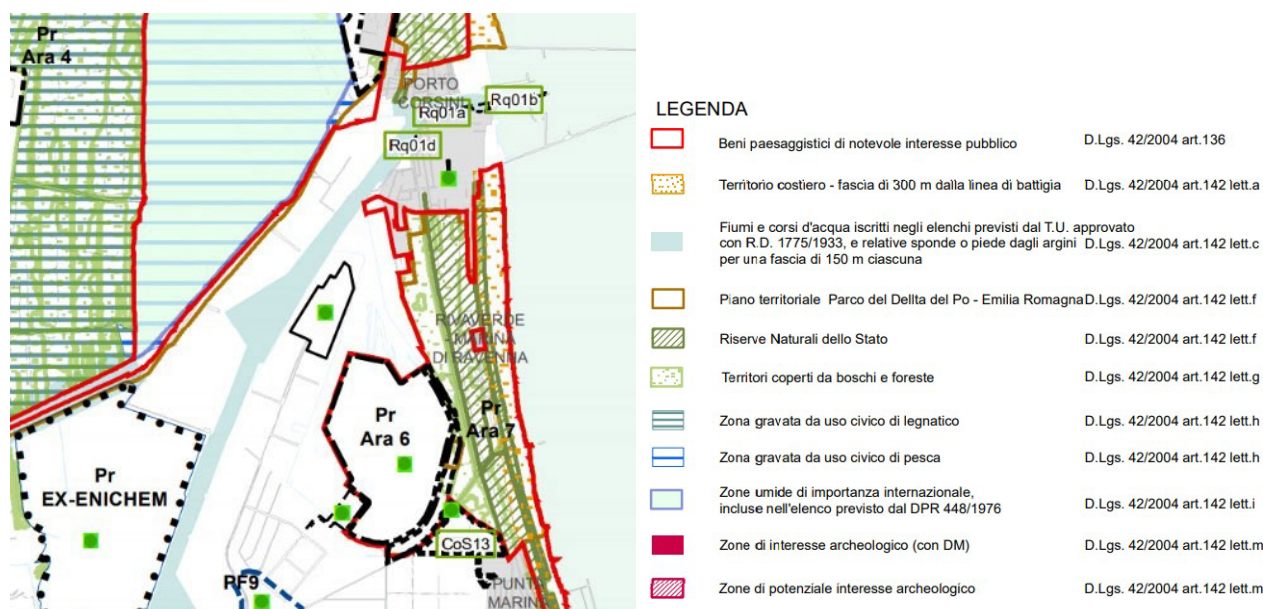 Pr
Ara 4
PORTO
CORSINI
Rq01a
Rq01b
Rq01d
RIVAVERDE
- MARINA
DI RAVENNA
Pr
Ara 6
Pr
Ara 7
Pr
EX-ENICHEM
CoS13
PF9
PUNTA
MARINA
LEGENDA
Beni paesaggistici di notevole interesse pubblico D.Lgs. 42/2004 art.136
Territorio costiero - fascia di 300 m dalla linea di battigia D.Lgs. 42/2004 art.142 lett.a
Fiumi e corsi d'acqua iscritti negli elenchi previsti dal T.U. approvato
con R.D. 1775/1933, e relative sponde o piede dagli argini D.Lgs. 42/2004 art.142 lett.c
per una fascia di 150 m ciascuna
Piano territoriale Parco del Dellta del Po - Emilia Romagna D.Lgs. 42/2004 art.142 lett.f
Riserve Naturali dello Stato D.Lgs. 42/2004 art.142 lett.f
Territori coperti da boschi e foreste D.Lgs. 42/2004 art.142 lett.g
Zona gravata da uso civico di legnatico D.Lgs. 42/2004 art.142 lett.h
Zona gravata da uso civico di pesca D.Lgs. 42/2004 art.142 lett.h
Zone umide di importanza internazionale,
incluse nell'elenco previsto dal DPR 448/1976 D.Lgs. 42/2004 art.142 lett.i
Zone di interesse archeologico (con DM) D.Lgs. 42/2004 art.142 lett.m
Zone di potenziale interesse archeologico D.Lgs. 42/2004 art.142 lett.m